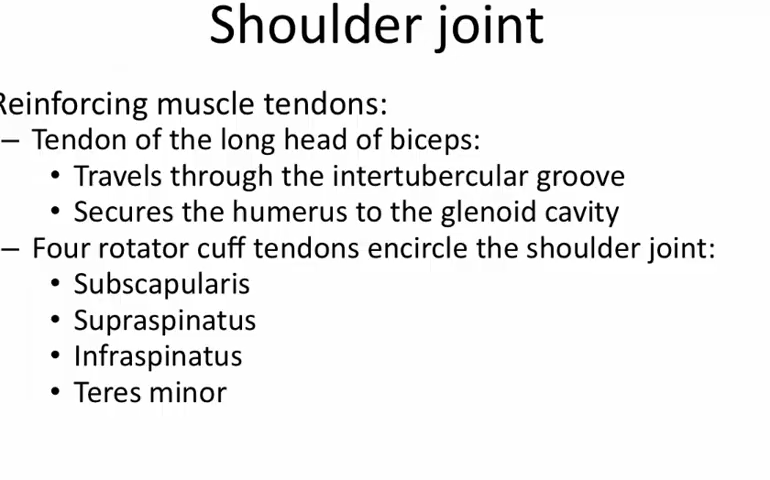 Shoulder joint
Reinforcing muscle tendons:
– Tendon of the long head of biceps:
• Travels through the intertubercular groove
• Secures the humerus to the glenoid cavity
– Four rotator cuff tendons encircle the shoulder joint:
• Subscapularis
• Supraspinatus
• Infraspinatus
• Teres minor